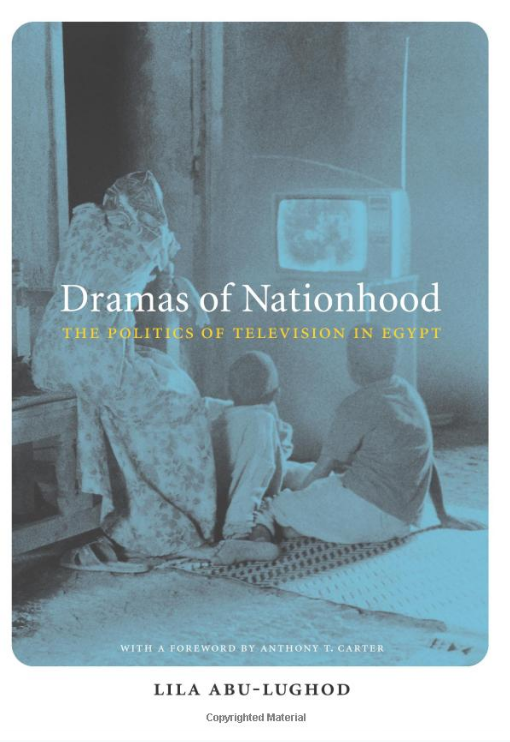 Dramas of Nationhood
THE POLITICS OF TELEVISION IN EGYPT
WITH A FOREWORD BY ANTHONY T. CARTER
LILA ABU-LUGHOD
Copyrighted Material